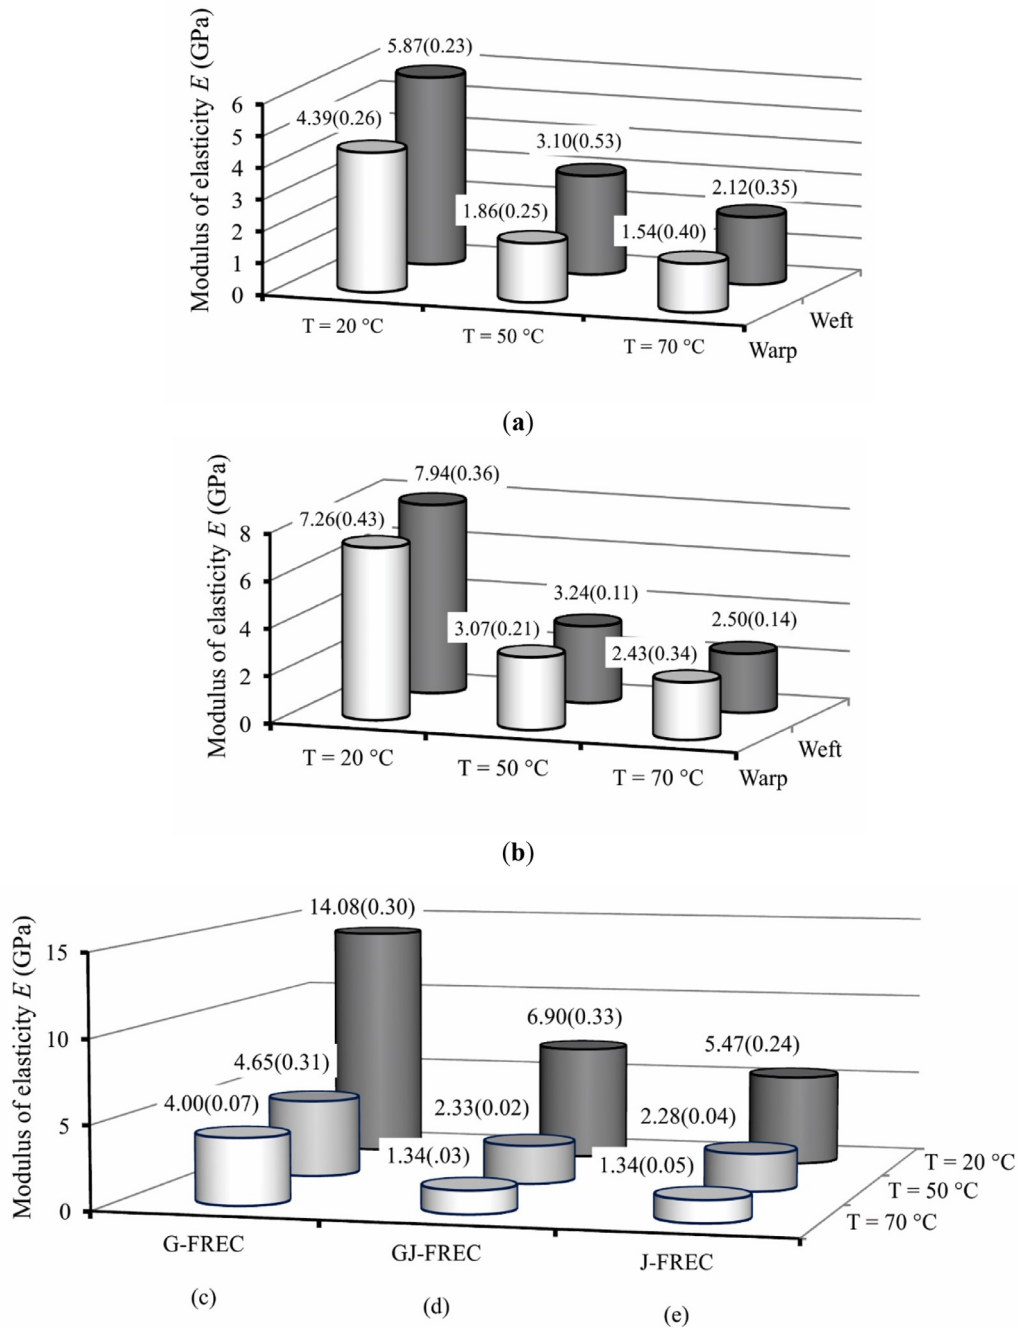 Modulus of elasticity E (GPa)
6
5
4
3
2
1
0
5.87(0.23)
4.39(0.26)
3.10(0.53)
1.86(0.25)
2.12(0.35)
1.54(0.40)
T = 20 °C
T = 50 °C
T = 70 °C
Weft
Warp
(a)
Modulus of elasticity E (GPa)
8
6
4
2
0
7.94(0.36)
7.26(0.43)
3.24(0.11)
3.07(0.21)
2.50(0.14)
2.43(0.34)
T = 20 °C
T = 50 °C
T = 70 °C
Weft
Warp
(b)
Modulus of elasticity E (GPa)
15
10
5
0
14.08(0.30)
4.65(0.31)
4.00(0.07)
6.90(0.33)
2.33(0.02)
1.34(.03)
5.47(0.24)
2.28(0.04)
1.34(0.05)
T = 20 °C
T = 50 °C
T = 70 °C
G-FREC
GJ-FREC
J-FREC
(c)
(d)
(e)